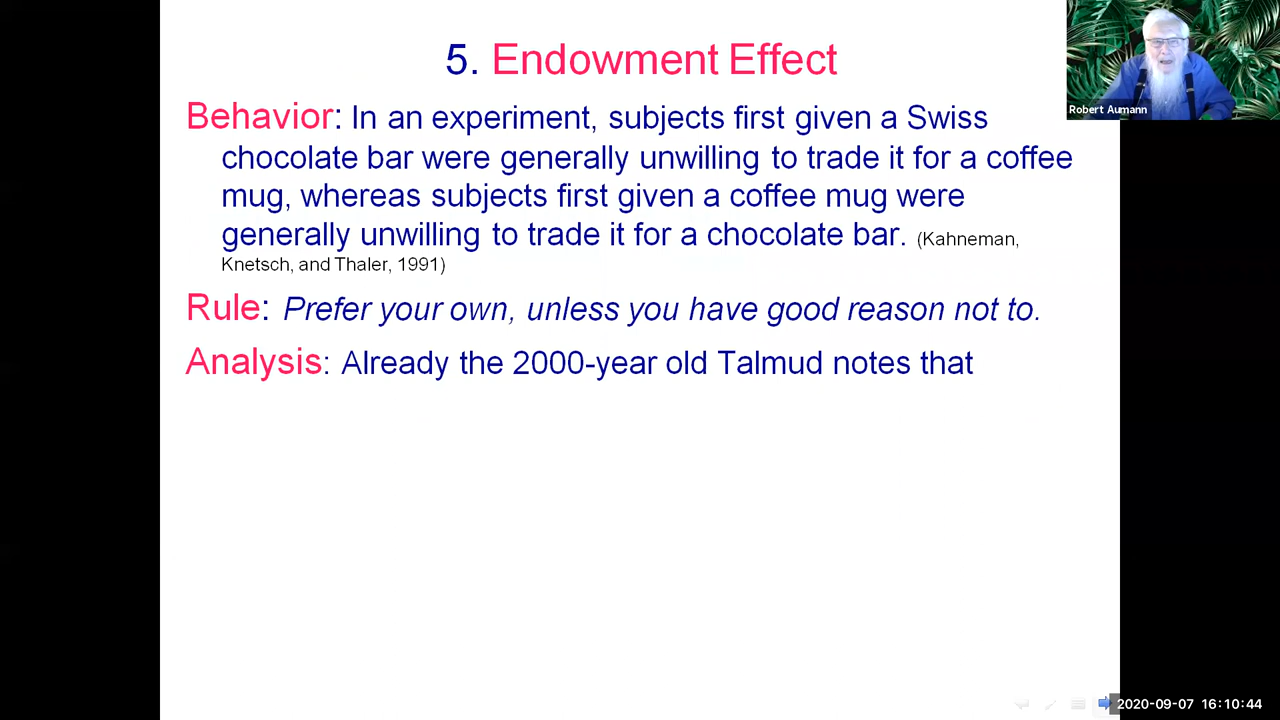 5. Endowment Effect
Robert Aumann
Behavior: In an experiment, subjects first given a Swiss
chocolate bar were generally unwilling to trade it for a coffee
mug, whereas subjects first given a coffee mug were
generally unwilling to trade it for a chocolate bar. (Kahneman,
Knetsch, and Thaler, 1991)
Rule: Prefer your own, unless you have good reason not to.
Analysis: Already the 2000-year old Talmud notes that
2020-09-07 16:10:44